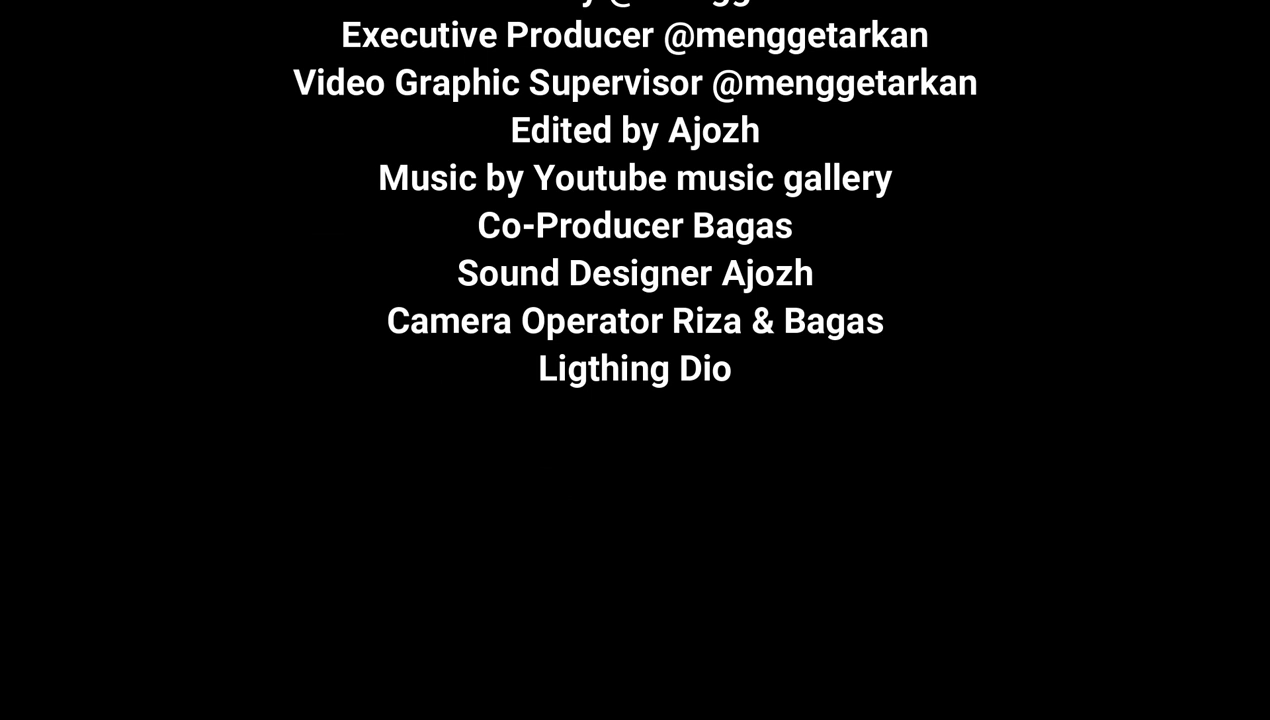 Executive Producer @menggetarkan
Video Graphic Supervisor @menggetarkan
Edited by Ajozh
Music by Youtube music gallery
Co-Producer Bagas
Sound Designer Ajozh
Camera Operator Riza & Bagas
Ligthing Dio